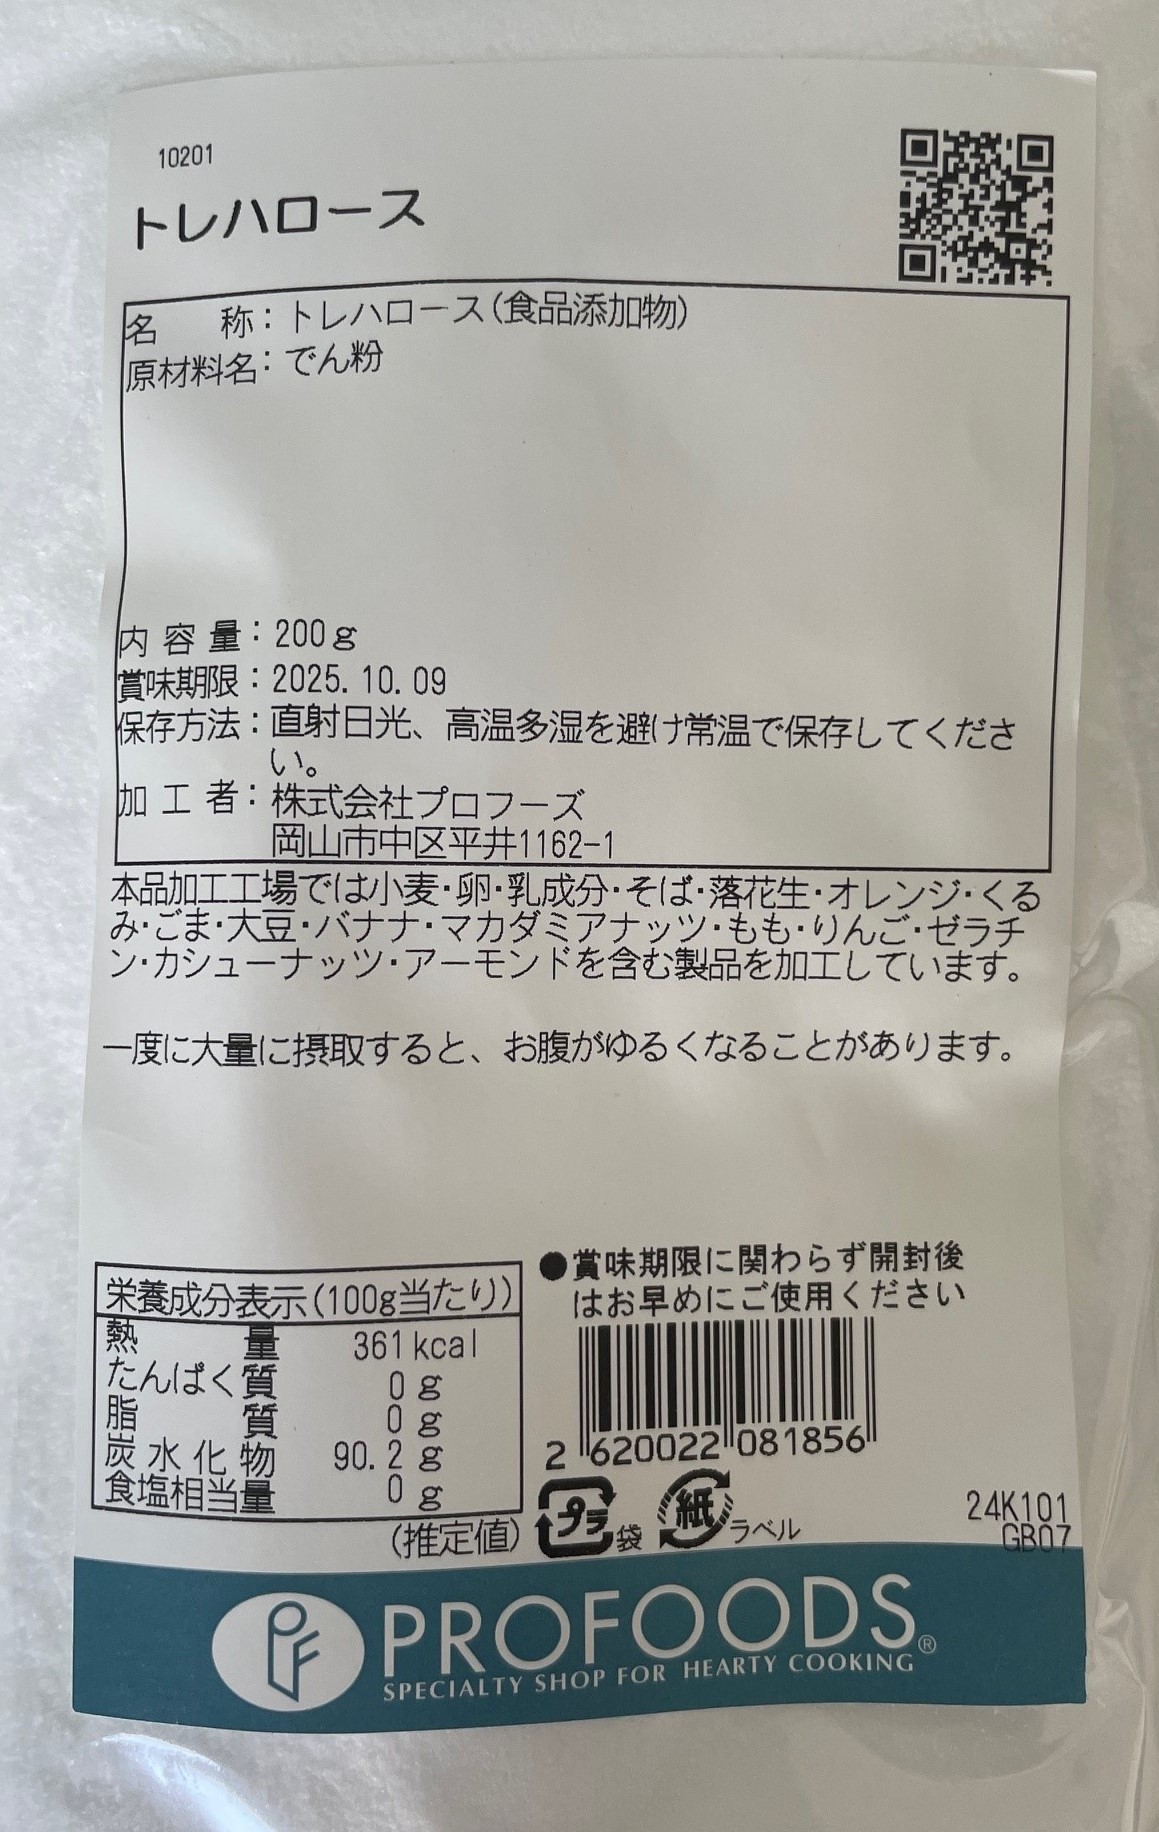 10201
トレハロース
名　　称：トレハロース(食品添加物)
原材料名：でん粉
内 容 量：200g
賞味期限：2025.10.09
保存方法：直射日光、高温多湿を避け常温で保存してくださ
い。
加 工 者：株式会社プロフーズ
岡山市中区平井1162-1
本品加工工場では小麦・卵・乳成分・そば・落花生・オレンジ・くる
み・ごま・大豆・バナナ・マカダミアナッツ・もも・りんご・ゼラチ
ン・カシューナッツ・アーモンドを含む製品を加工しています。
一度に大量に摂取すると、お腹がゆるくなることがあります。
●賞味期限に関わらず開封後
はお早めにご使用ください
栄養成分表示(100g当たり)
熱　　量 361kcal
たんぱく質 0g
脂　　質 0g
炭水化物 90.2g
食塩相当量 0g
(推定値)
2 620022 081856
プラ 袋 紙 ラベル
24K101
GB07
PF PROFOODS®
SPECIALTY SHOP FOR HEARTY COOKING